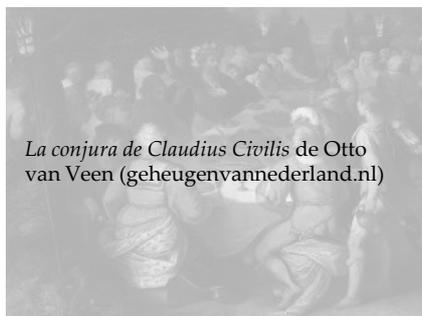 La conjura de Claudius Civilis de Otto
van Veen (geheugenvannederland.nl)